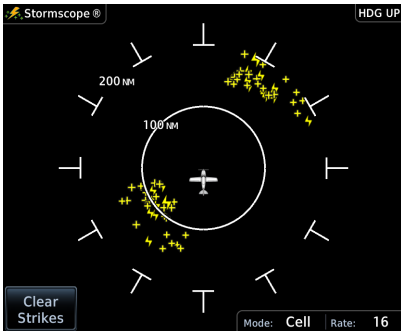 Stormscope ®
HDG UP
200 NM
100 NM
Clear
Strikes
Mode: Cell Rate: 16